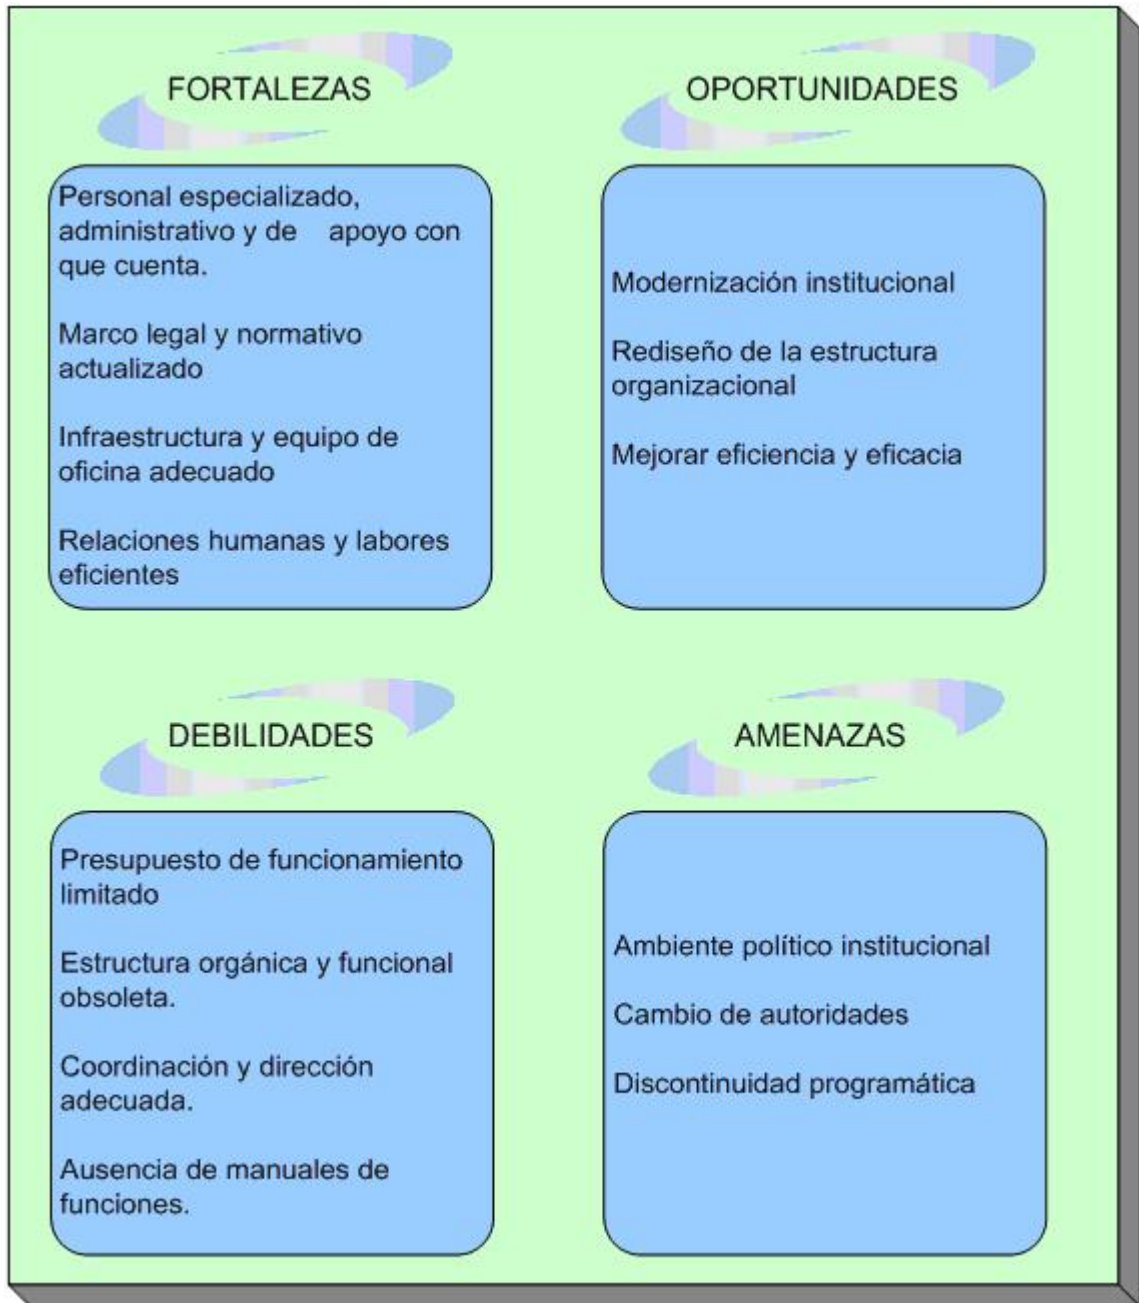 FORTALEZAS
Personal especializado,
administrativo y de apoyo con
que cuenta.
Marco legal y normativo
actualizado
Infraestructura y equipo de
oficina adecuado
Relaciones humanas y labores
eficientes
OPORTUNIDADES
Modernización institucional
Rediseño de la estructura
organizacional
Mejorar eficiencia y eficacia
DEBILIDADES
Presupuesto de funcionamiento
limitado
Estructura orgánica y funcional
obsoleta.
Coordinación y dirección
adecuada.
Ausencia de manuales de
funciones.
AMENAZAS
Ambiente político institucional
Cambio de autoridades
Discontinuidad programática